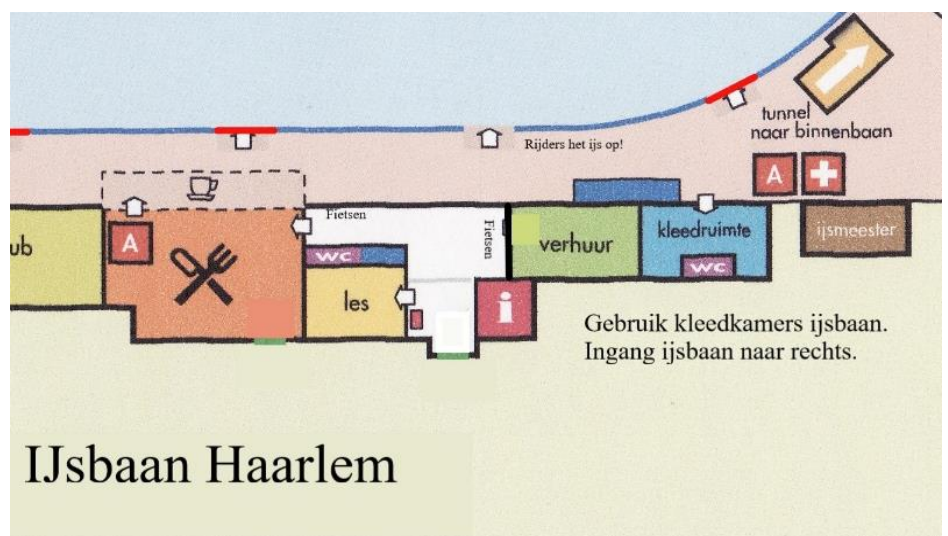 tunnel
naar binnenbaan
Rijders het ijs op!
A
Fietsen
Fietsen
kleedruimte
ijsmeester
ub
A
wc
verhuur
wc
les
i
Gebruik kleedkamers ijsbaan.
Ingang ijsbaan naar rechts.
IJsbaan Haarlem